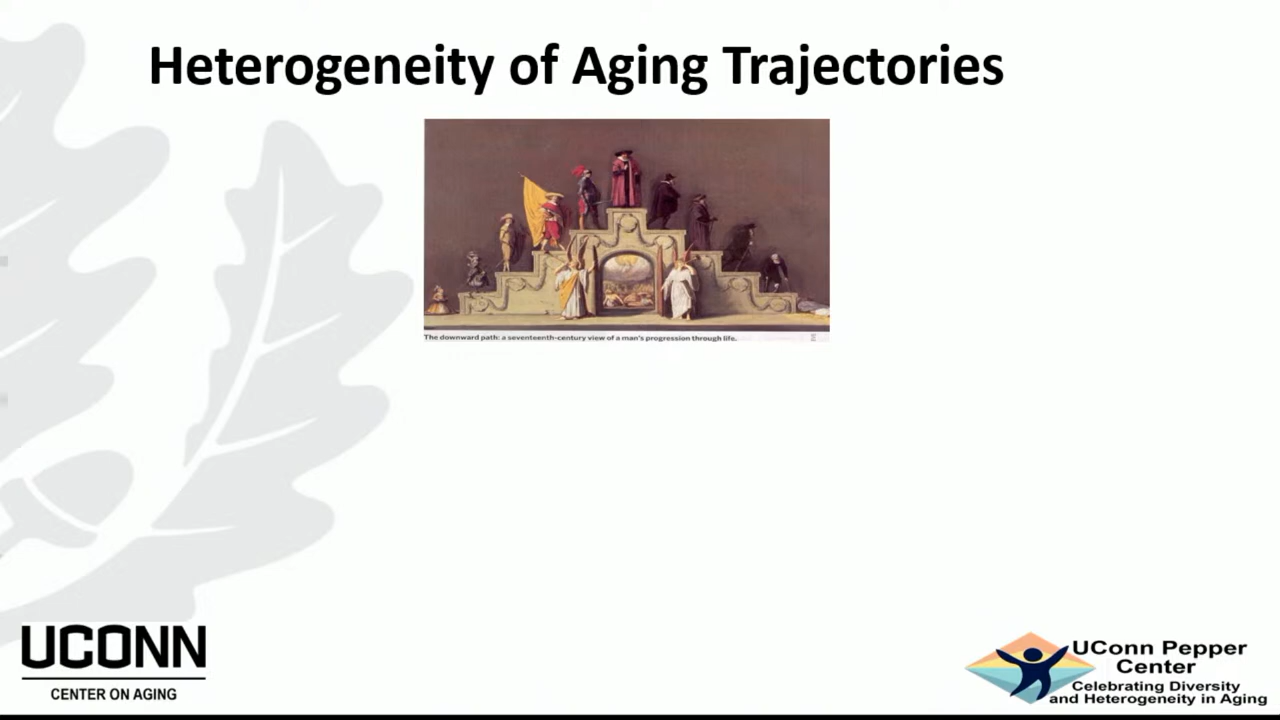 Heterogeneity of Aging Trajectories
The downward path: a seventeenth-century view of a man's progression through life.
UCONN
CENTER ON AGING
UConn Pepper
Center
Celebrating Diversity
and Heterogeneity in Aging